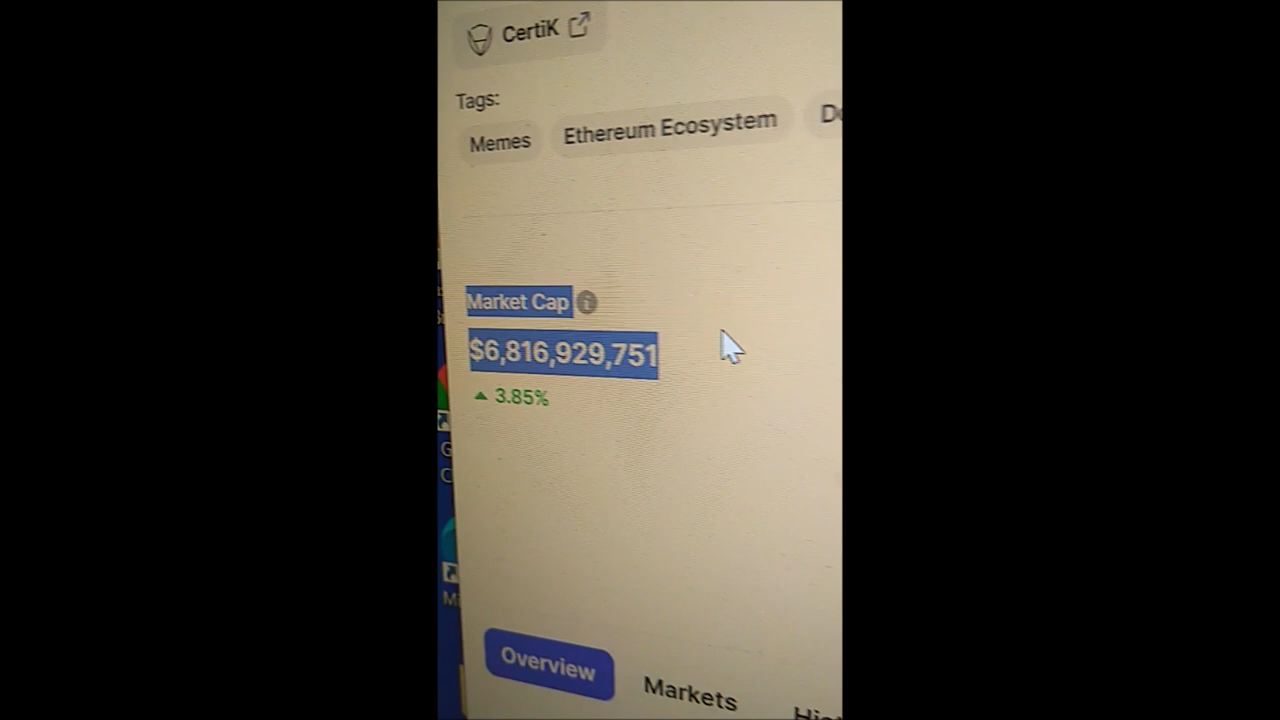 CertiK
Tags:
Memes Ethereum Ecosystem
Market Cap
$6,816,929,751
3.85%
Overview Markets